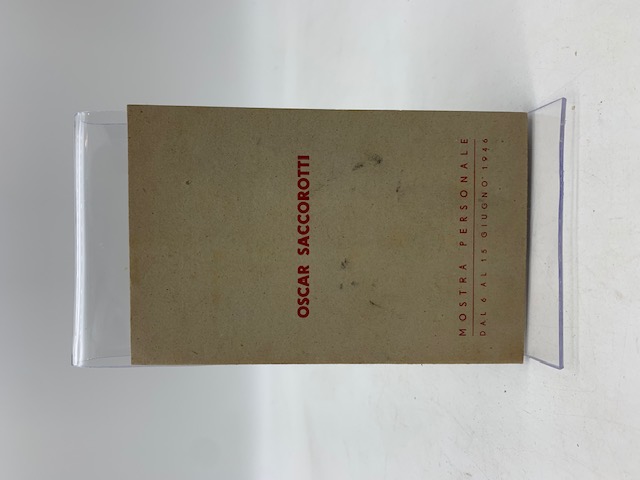 OSCAR SACCOROTTI
MOSTRA PERSONALE
DAL 6 AL 15 GIUGNO 1946